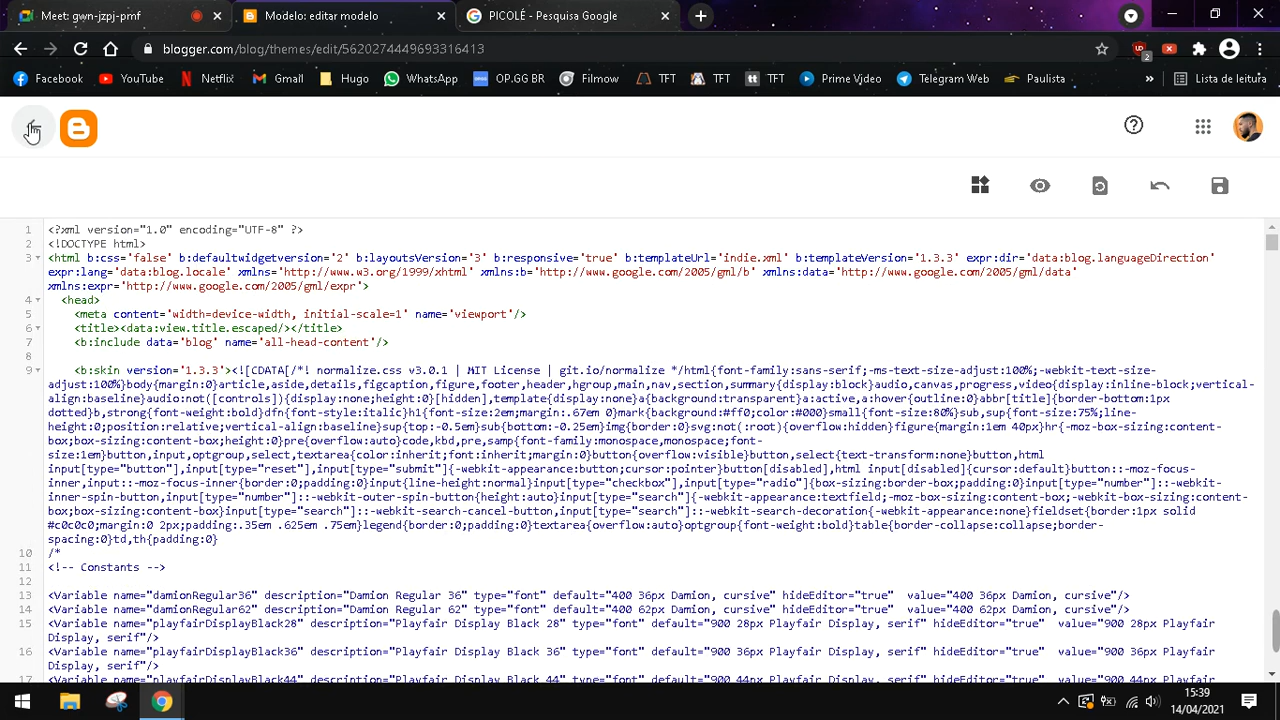 Meet: gwn-jzpj-pmf
Modelo: editar modelo
PICOLÉ - Pesquisa Google
blogger.com/blog/themes/edit/5620274449693316413
2
Facebook
YouTube
Netflix
Gmail
Hugo
WhatsApp
OP.GG BR
Filmow
TFT
TFT
TFT
Prime Video
Telegram Web
Paulista
Lista de leitura
1 <?xml version="1.0" encoding="UTF-8" ?>
2 <!DOCTYPE html>
3 <html b:css='false' b:defaultwidgetversion='2' b:layoutsVersion='3' b:responsive='true' b:templateUrl='indie.xml' b:templateVersion='1.3.3' expr:dir='data:blog.languageDirection'
expr:lang='data:blog.locale' xmlns='http://www.w3.org/1999/xhtml' xmlns:b='http://www.google.com/2005/gml/b' xmlns:data='http://www.google.com/2005/gml/data'
xmlns:expr='http://www.google.com/2005/gml/expr'>
4 <head>
5 <meta content='width=device-width, initial-scale=1' name='viewport'/>
6 <title><data:view.title.escaped/></title>
7 <b:include data='blog' name='all-head-content'/>
8
9 <b:skin version='1.3.3'><![CDATA[/*! normalize.css v3.0.1 | MIT License | git.io/normalize */html{font-family:sans-serif;-ms-text-size-adjust:100%;-webkit-text-size-
adjust:100%}body{margin:0}article,aside,details,figcaption,figure,footer,header,hgroup,main,nav,section,summary{display:block}audio,canvas,progress,video{display:inline-block;vertical-
align:baseline}audio:not([controls]){display:none;height:0}[hidden],template{display:none}a{background:transparent}a:active,a:hover{outline:0}abbr[title]{border-bottom:1px
dotted}b,strong{font-weight:bold}dfn{font-style:italic}h1{font-size:2em;margin:.67em 0}mark{background:#ff0;color:#000}small{font-size:80%}sub,sup{font-size:75%;line-
height:0;position:relative;vertical-align:baseline}sup{top:-0.5em}sub{bottom:-0.25em}img{border:0}svg:not(:root){overflow:hidden}figure{margin:1em 40px}hr{-moz-box-sizing:content-
box;box-sizing:content-box;height:0}pre{overflow:auto}code,kbd,pre,samp{font-family:monospace,monospace;font-
size:1em}button,input,optgroup,select,textarea{color:inherit;font:inherit;margin:0}button{overflow:visible}button,select{text-transform:none}button,html
input[type="button"],input[type="reset"],input[type="submit"]{-webkit-appearance:button;cursor:pointer}button[disabled],html input[disabled]{cursor:default}button::-moz-focus-
inner,input::-moz-focus-inner{border:0;padding:0}input{line-height:normal}input[type="checkbox"],input[type="radio"]{box-sizing:border-box;padding:0}input[type="number"]::-webkit-
inner-spin-button,input[type="number"]::-webkit-outer-spin-button{height:auto}input[type="search"]{-webkit-appearance:textfield;-moz-box-sizing:content-box;-webkit-box-sizing:content-
box;box-sizing:content-box}input[type="search"]::-webkit-search-cancel-button,input[type="search"]::-webkit-search-decoration{-webkit-appearance:none}fieldset{border:1px solid
#c0c0c0;margin:0 2px;padding:.35em .625em .75em}legend{border:0;padding:0}textarea{overflow:auto}optgroup{font-weight:bold}table{border-collapse:collapse;border-
spacing:0}td,th{padding:0}
10 /*
11 <!-- Constants -->
12
13 <Variable name="damionRegular36" description="Damion Regular 36" type="font" default="400 36px Damion, cursive" hideEditor="true" value="400 36px Damion, cursive"/>
14 <Variable name="damionRegular62" description="Damion Regular 62" type="font" default="400 62px Damion, cursive" hideEditor="true" value="400 62px Damion, cursive"/>
15 <Variable name="playfairDisplayBlack28" description="Playfair Display Black 28" type="font" default="900 28px Playfair Display, serif" hideEditor="true" value="900 28px Playfair
Display, serif"/>
16 <Variable name="playfairDisplayBlack36" description="Playfair Display Black 36" type="font" default="900 36px Playfair Display, serif" hideEditor="true" value="900 36px Playfair
Display, serif"/>
17 <Variable name="playfairDisplayBlack44" description="Playfair Display Black 44" type="font" default="900 44px Playfair Display, serif" hideEditor="true" value="900 44px Playfair
15:39
14/04/2021